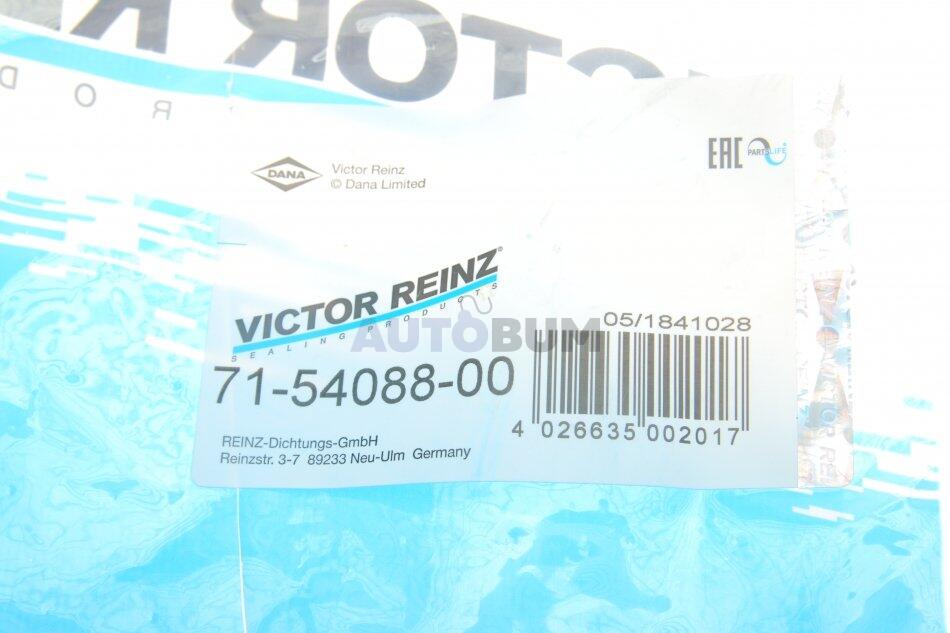 TOR R
R O D
EAC PARTSLIFE
DANA
Victor Reinz
© Dana Limited
VICTOR REINZ®
SEALING PRODUCTS
AUTOBUM
05/1841028
71-54088-00
4 026635 002017
REINZ-Dichtungs-GmbH
Reinzstr. 3-7 89233 Neu-Ulm Germany